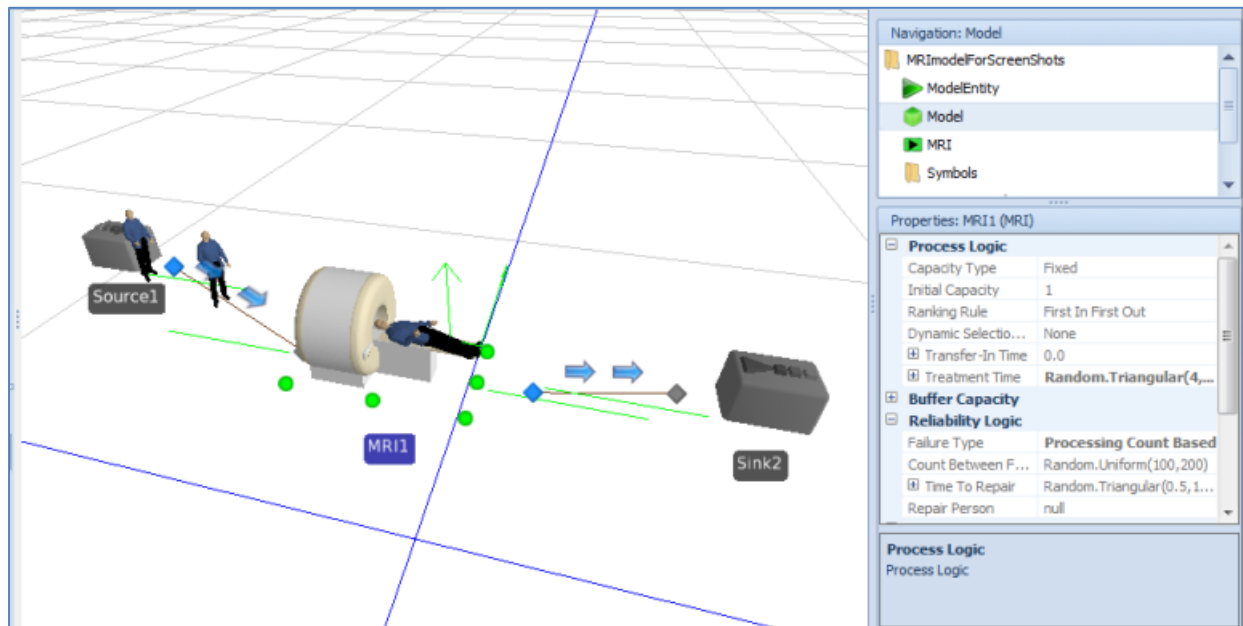 Source1
MRI1
Sink2
Navigation: Model
MRImodelForScreenShots
ModelEntity
Model
MRI
Symbols
Properties: MRI1 (MRI)
Process Logic
Capacity Type Fixed
Initial Capacity 1
Ranking Rule First In First Out
Dynamic Selectio... None
Transfer-In Time 0.0
Treatment Time Random.Triangular(4,...
Buffer Capacity
Reliability Logic
Failure Type Processing Count Based
Count Between F... Random.Uniform(100,200)
Time To Repair Random.Triangular(0.5,1...
Repair Person null
Process Logic
Process Logic